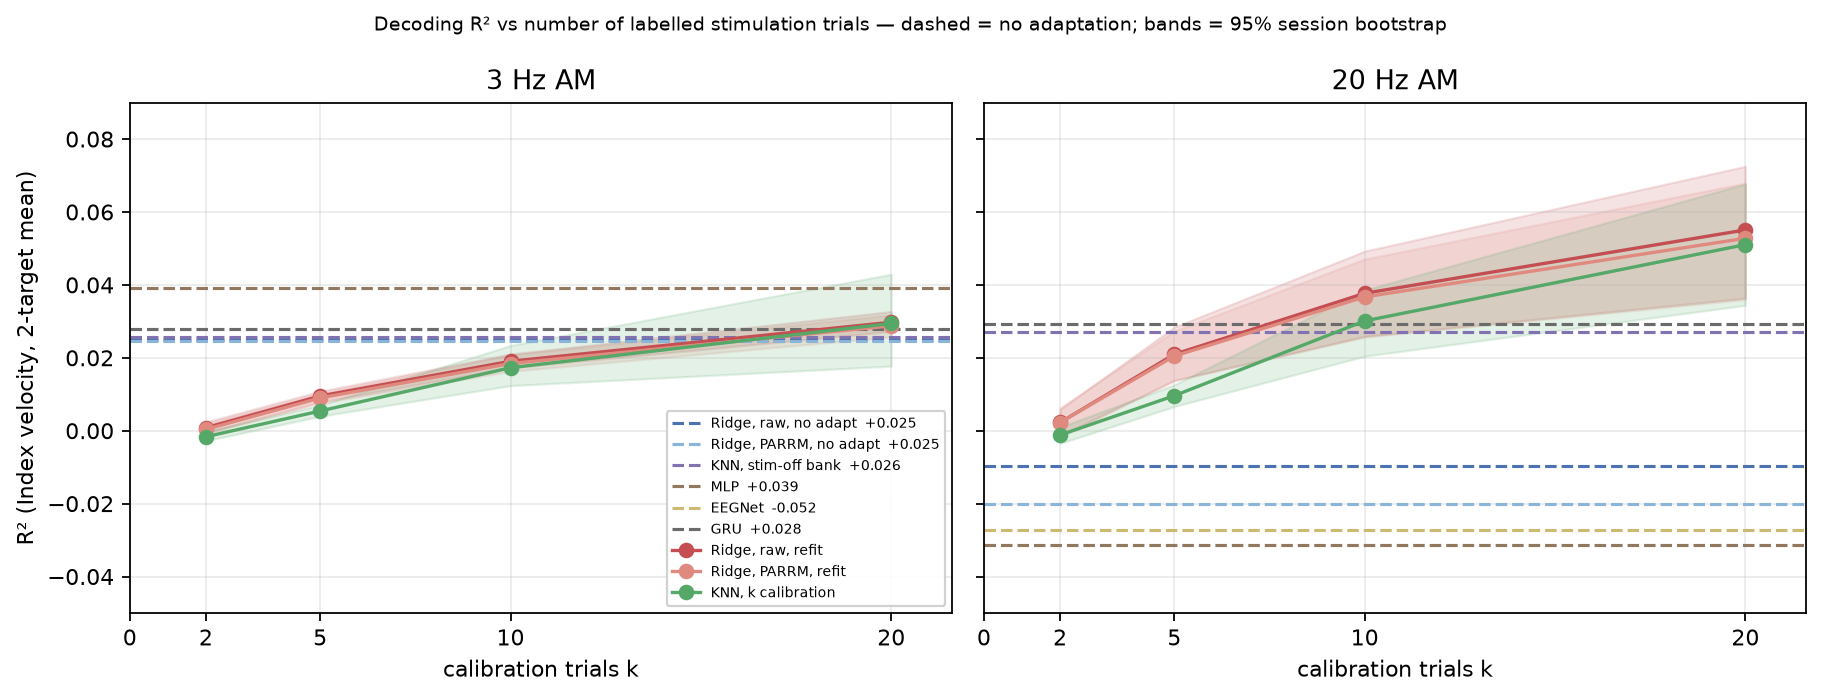 Decoding R² vs number of labelled stimulation trials — dashed = no adaptation; bands = 95% session bootstrap
3 Hz AM
20 Hz AM
R² (Index velocity, 2-target mean)
0.08
0.06
0.04
0.02
0.00
−0.02
−0.04
Ridge, raw, no adapt +0.025
Ridge, PARRM, no adapt +0.025
KNN, stim-off bank +0.026
MLP +0.039
EEGNet -0.052
GRU +0.028
Ridge, raw, refit
Ridge, PARRM, refit
KNN, k calibration
0 2 5 10 20
0 2 5 10 20
calibration trials k
calibration trials k